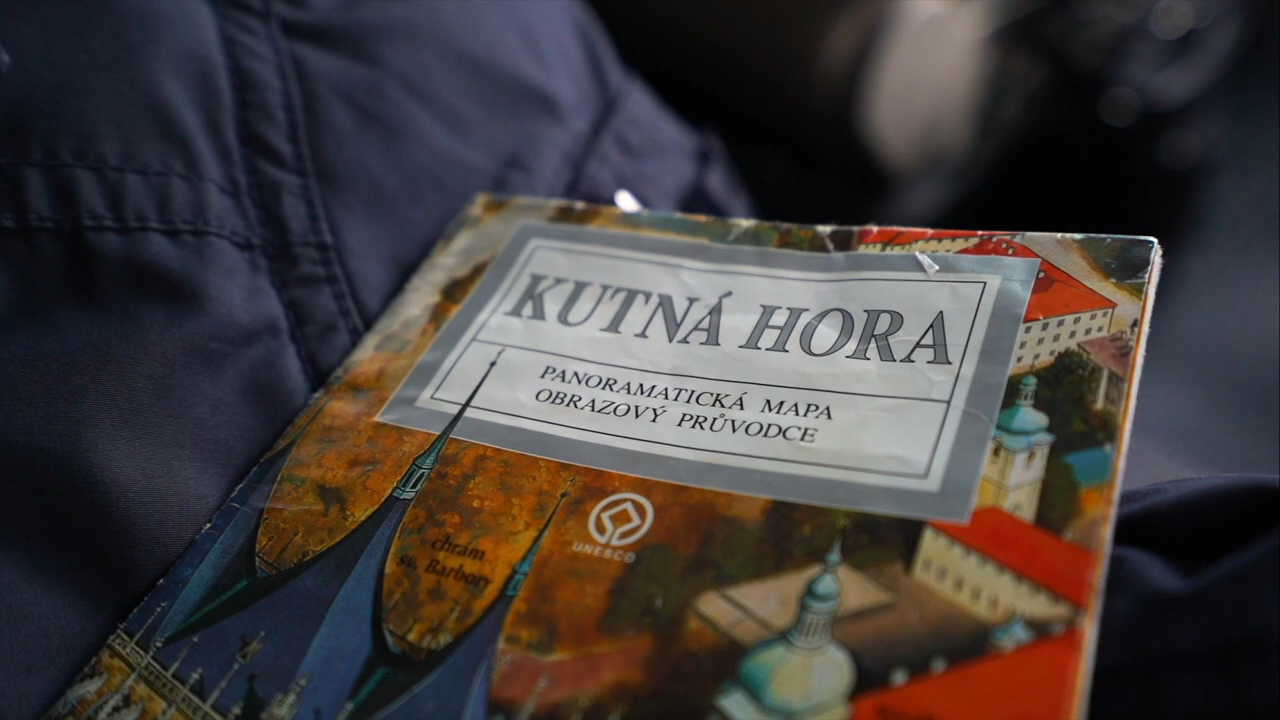 KUTNÁ HORA
PANORAMATICKÁ MAPA
OBRAZOVÝ PRŮVODCE
UNESCO
chrám
sv. Barbory